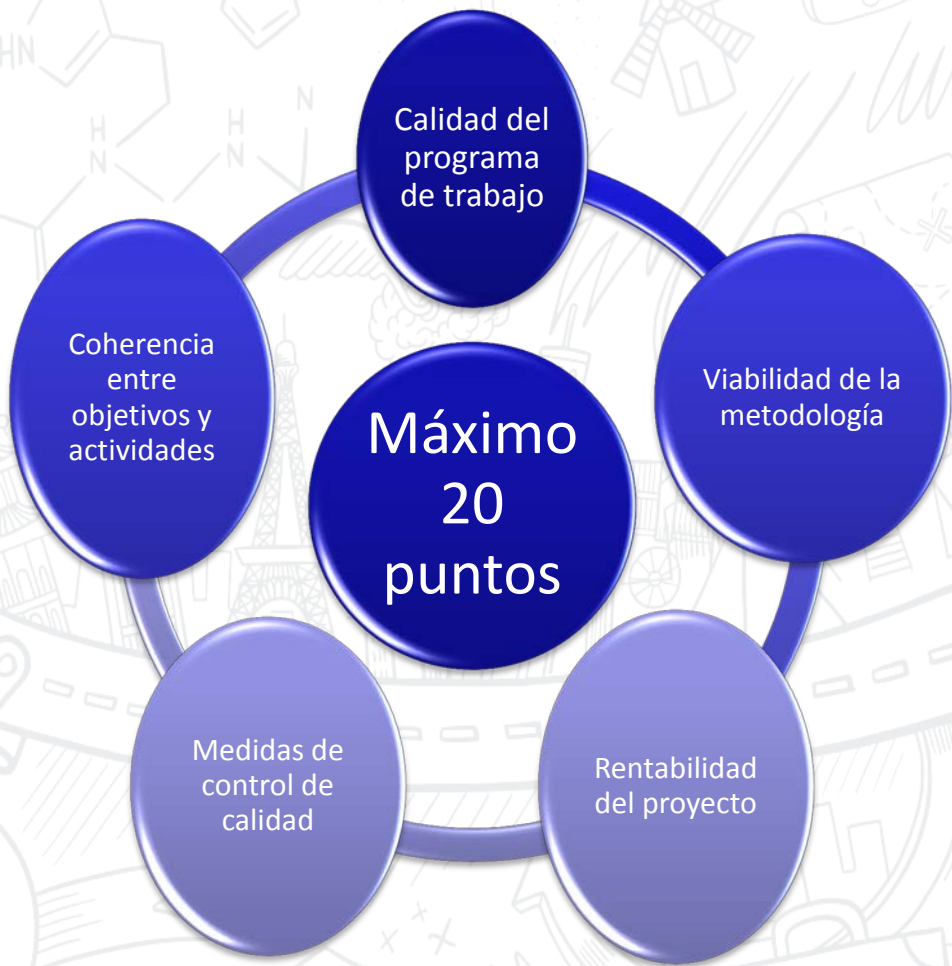 Calidad del
programa
de trabajo
Viabilidad de la
metodología
Rentabilidad
del proyecto
Medidas de
control de
calidad
Coherencia
entre
objetivos y
actividades
Máximo
20
puntos
HN
H
N
H
N
N